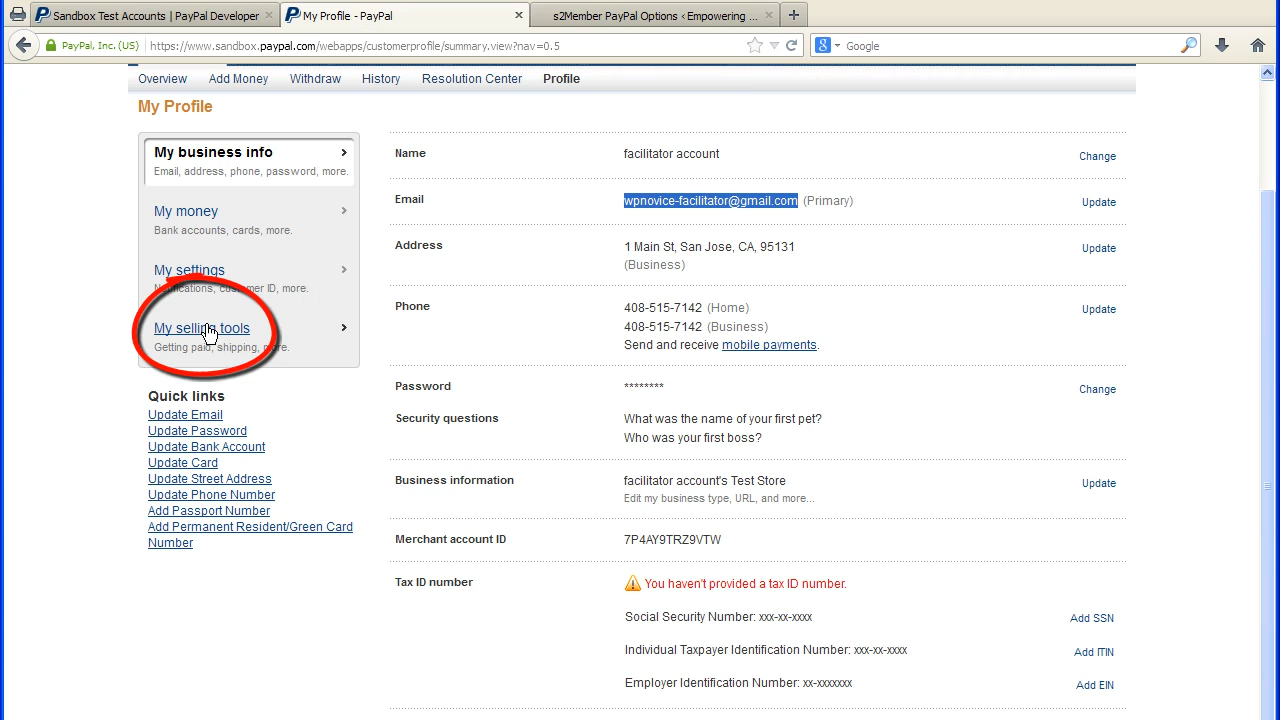 Sandbox Test Accounts | PayPal Developer
My Profile - PayPal
s2Member PayPal Options ‹ Empowering ...
PayPal, Inc. (US)
https://www.sandbox.paypal.com/webapps/customerprofile/summary.view?nav=0.5
Google
Overview Add Money Withdraw History Resolution Center Profile
My Profile
My business info
Email, address, phone, password, more.
My money
Bank accounts, cards, more.
My settings
Notifications, customer ID, more.
My selling tools
Getting paid, shipping, more.
Quick links
Update Email
Update Password
Update Bank Account
Update Card
Update Street Address
Update Phone Number
Add Passport Number
Add Permanent Resident/Green Card
Number
Name facilitator account Change
Email wpnovice-facilitator@gmail.com (Primary) Update
Address 1 Main St, San Jose, CA, 95131 Update
(Business)
Phone 408-515-7142 (Home) Update
408-515-7142 (Business)
Send and receive mobile payments.
Password ******** Change
Security questions What was the name of your first pet?
Who was your first boss?
Business information facilitator account's Test Store Update
Edit my business type, URL, and more...
Merchant account ID 7P4AY9TRZ9VTW
Tax ID number You haven't provided a tax ID number.
Social Security Number: xxx-xx-xxxx Add SSN
Individual Taxpayer Identification Number: xxx-xx-xxxx Add ITIN
Employer Identification Number: xx-xxxxxxx Add EIN